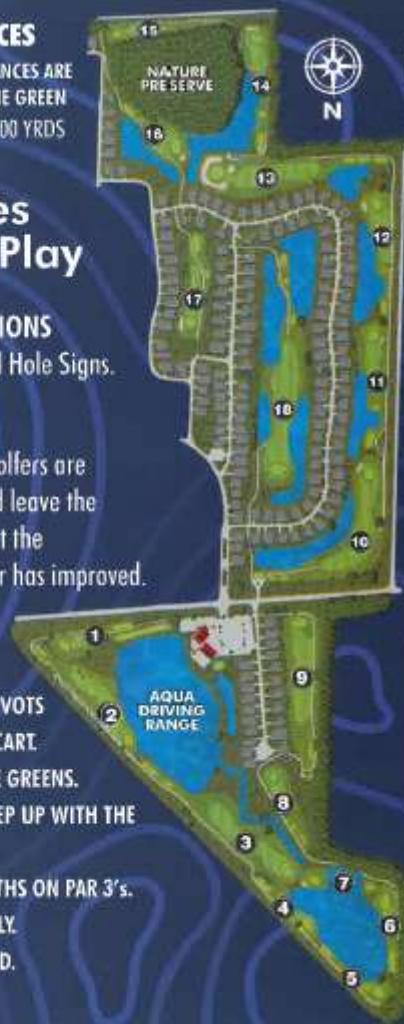 CES
NCES ARE
E GREEN
00 YRDS
es
Play
IONS
Hole Signs.
olfers are
leave the
t the
r has improved.
VOTS
CART.
GREENS.
EP UP WITH THE
THS ON PAR 3's.
LY.
D.
15
NATURE
PRESERVE
14
N
16
13
12
17
11
18
10
1
9
2
AQUA
DRIVING
RANGE
8
3
7
4
6
5